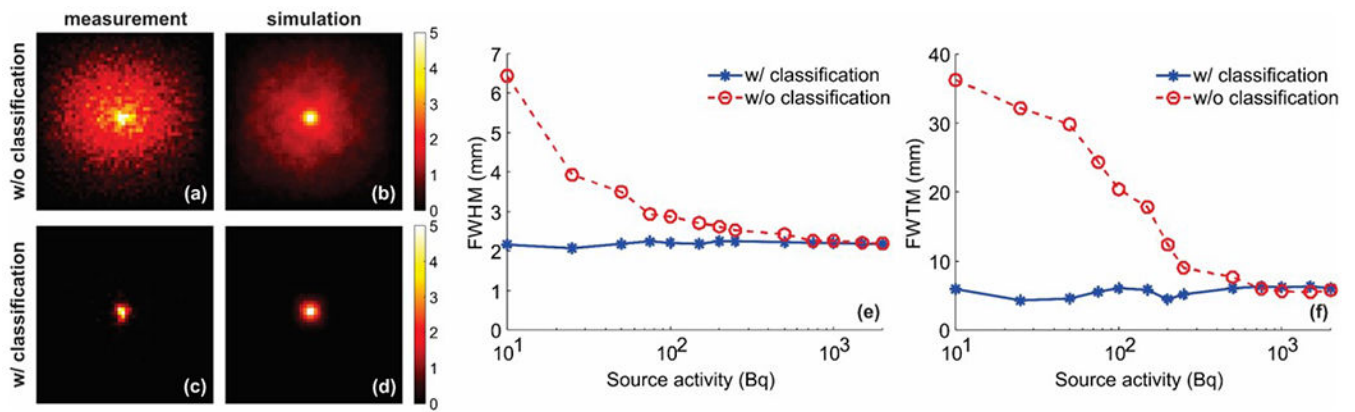 measurement
simulation
w/o classification
(a)
(b)
5
4
3
2
1
0
w/ classification
(c)
(d)
5
4
3
2
1
0
7
6
5
4
3
2
1
0
FWHM (mm)
w/ classification
w/o classification
(e)
10¹
10²
10³
Source activity (Bq)
40
30
20
10
0
FWTM (mm)
w/ classification
w/o classification
(f)
10¹
10²
10³
Source activity (Bq)